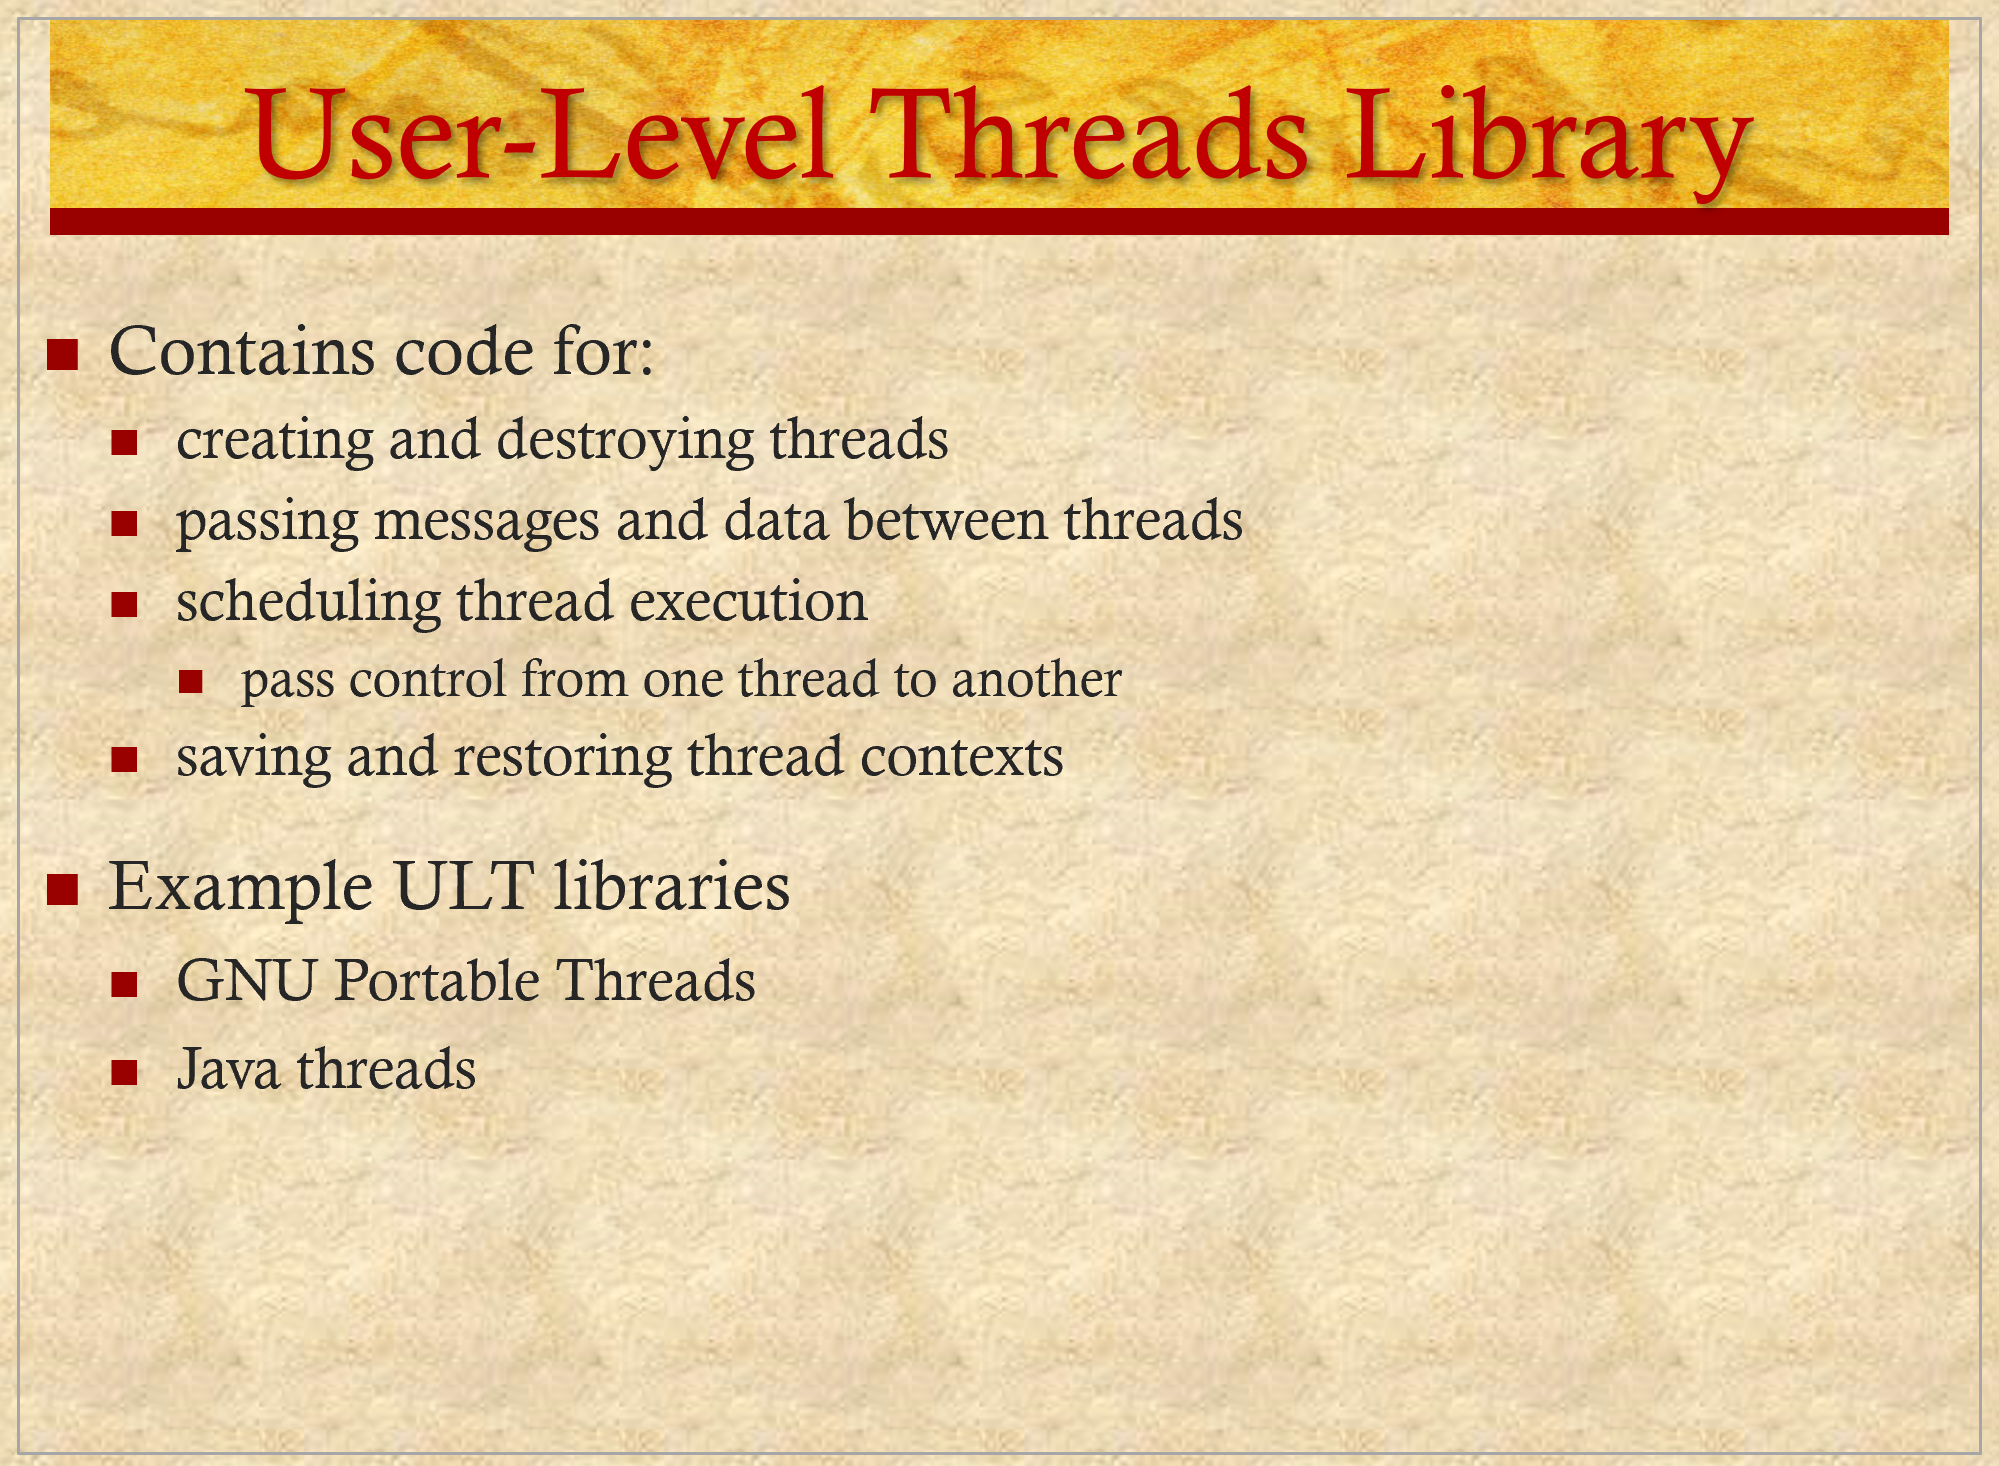 User-Level Threads Library
Contains code for:
creating and destroying threads
passing messages and data between threads
scheduling thread execution
pass control from one thread to another
saving and restoring thread contexts
Example ULT libraries
GNU Portable Threads
Java threads